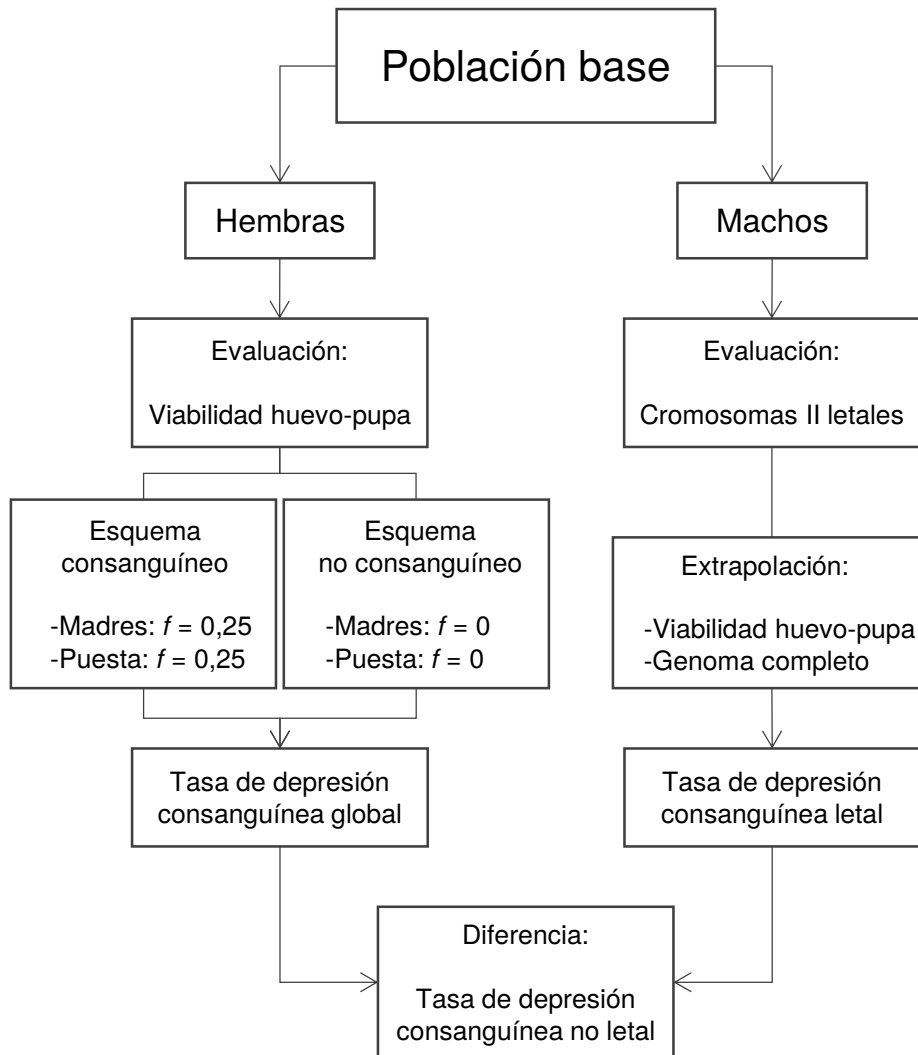 Población base
Hembras
Machos
Evaluación:
Viabilidad huevo-pupa
Evaluación:
Cromosomas II letales
Esquema
consanguíneo
-Madres: f = 0,25
-Puesta: f = 0,25
Esquema
no consanguíneo
-Madres: f = 0
-Puesta: f = 0
Extrapolación:
-Viabilidad huevo-pupa
-Genoma completo
Tasa de depresión
consanguínea global
Tasa de depresión
consanguínea letal
Diferencia:
Tasa de depresión
consanguínea no letal